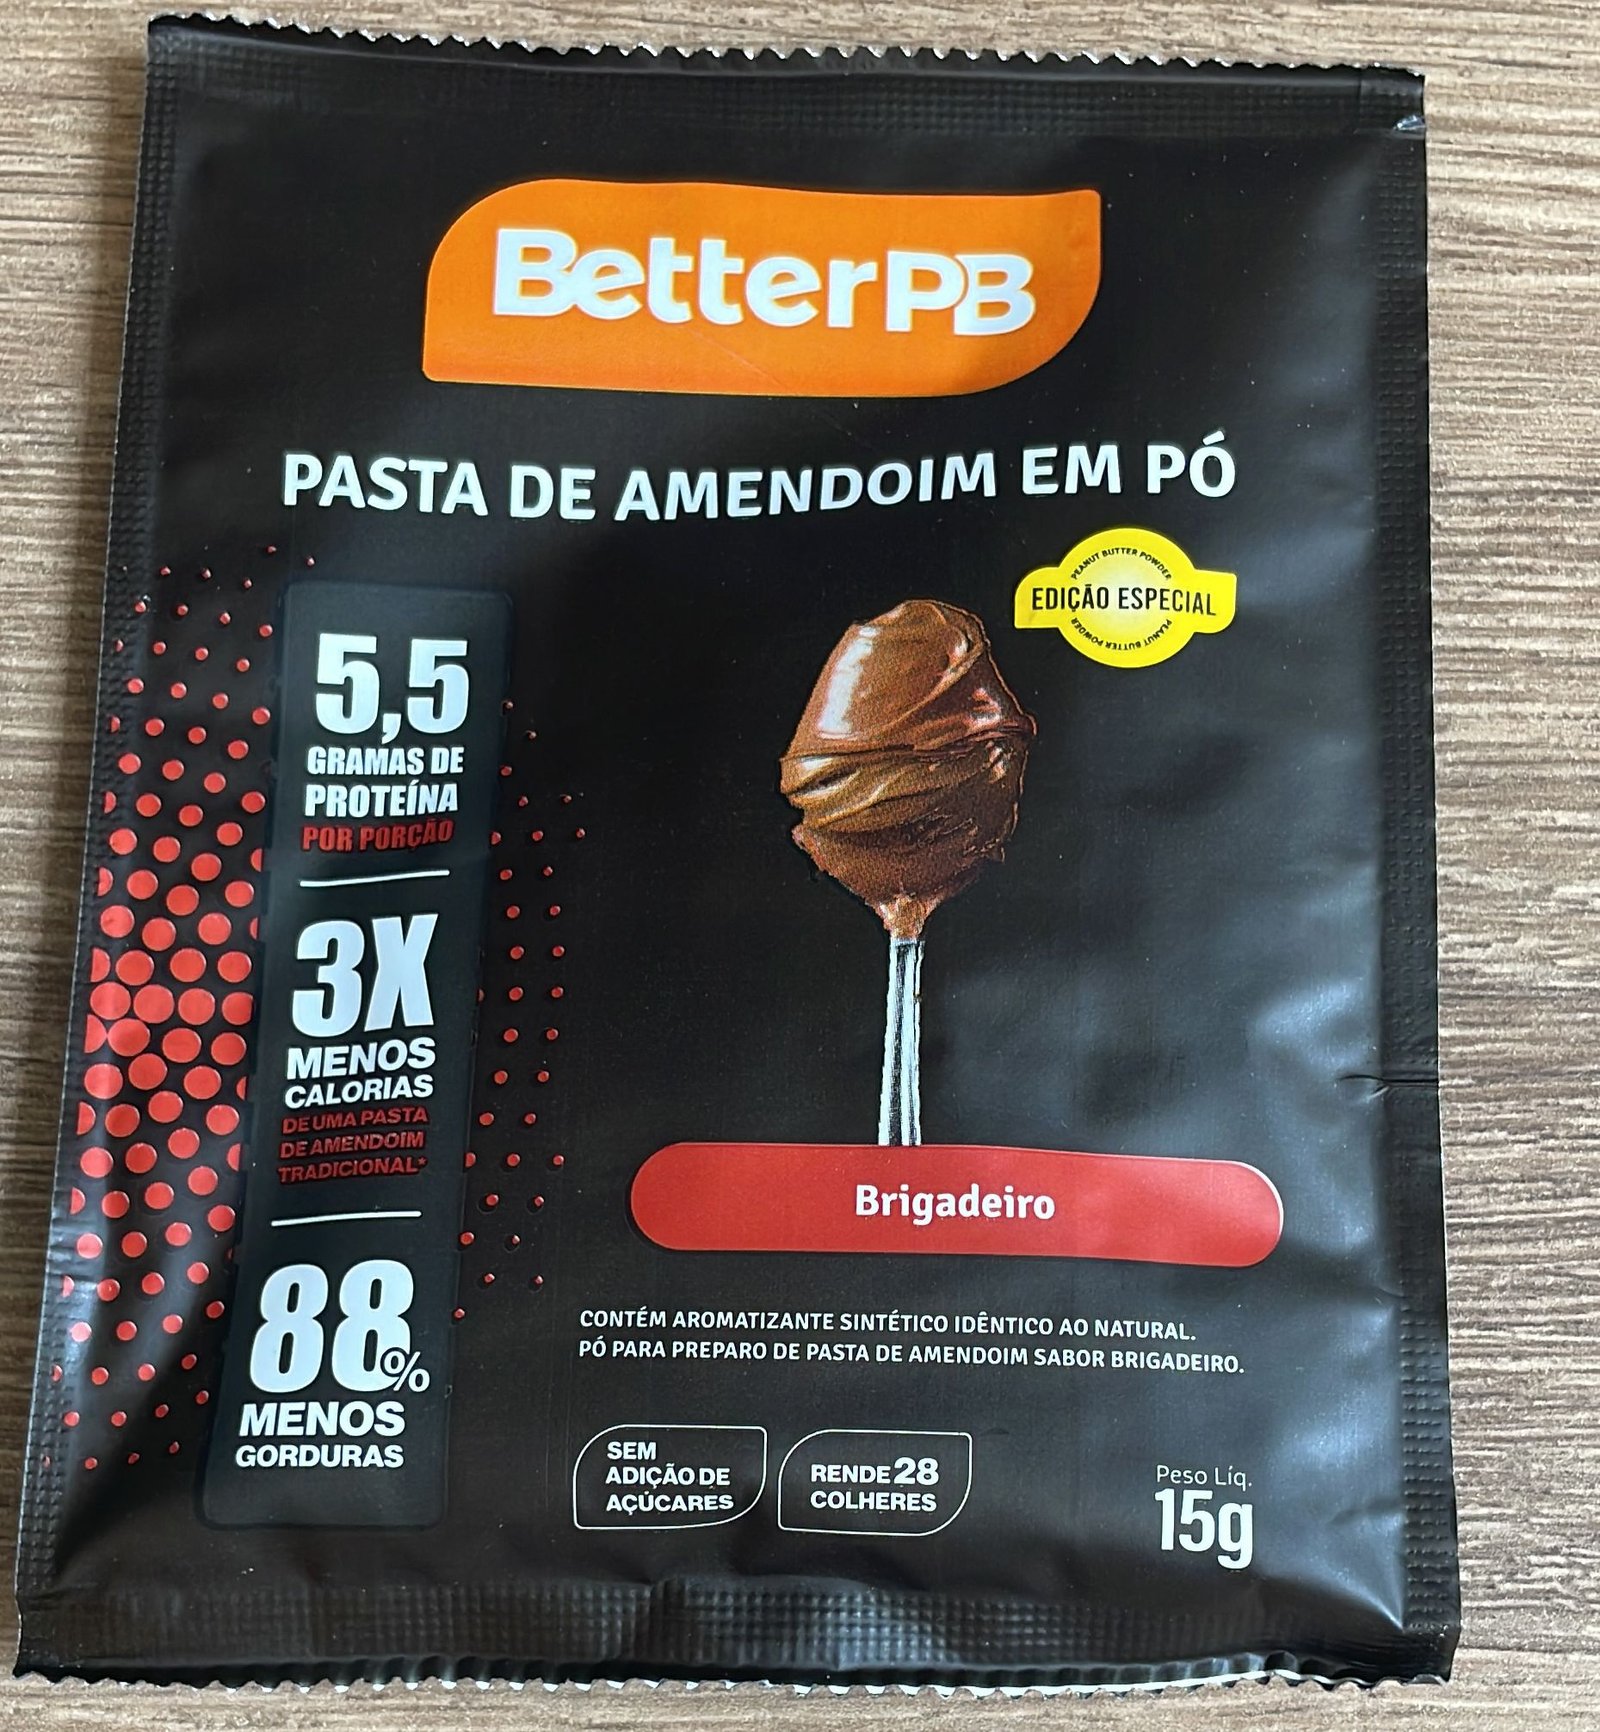 BetterPB
PASTA DE AMENDOIM EM PÓ
PEANUT BUTTER POWDER
EDIÇÃO ESPECIAL
PEANUT BUTTER POWDER
5,5
GRAMAS DE
PROTEÍNA
POR PORÇÃO
3X
MENOS
CALORIAS
DE UMA PASTA
DE AMENDOIM
TRADICIONAL*
88%
MENOS
GORDURAS
Brigadeiro
CONTÉM AROMATIZANTE SINTÉTICO IDÊNTICO AO NATURAL.
PÓ PARA PREPARO DE PASTA DE AMENDOIM SABOR BRIGADEIRO.
SEM
ADIÇÃO DE
AÇÚCARES
RENDE 28
COLHERES
Peso Líq.
15g